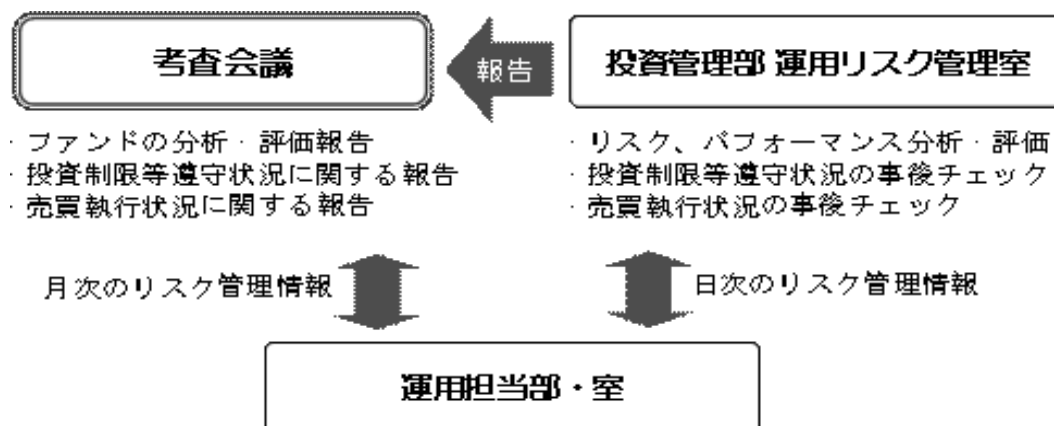 考査会議
報告
投資管理部 運用リスク管理室
・ファンドの分析・評価報告
・投資制限等遵守状況に関する報告
・売買執行状況に関する報告
・リスク、パフォーマンス分析・評価
・投資制限等遵守状況の事後チェック
・売買執行状況の事後チェック
月次のリスク管理情報
日次のリスク管理情報
運用担当部・室